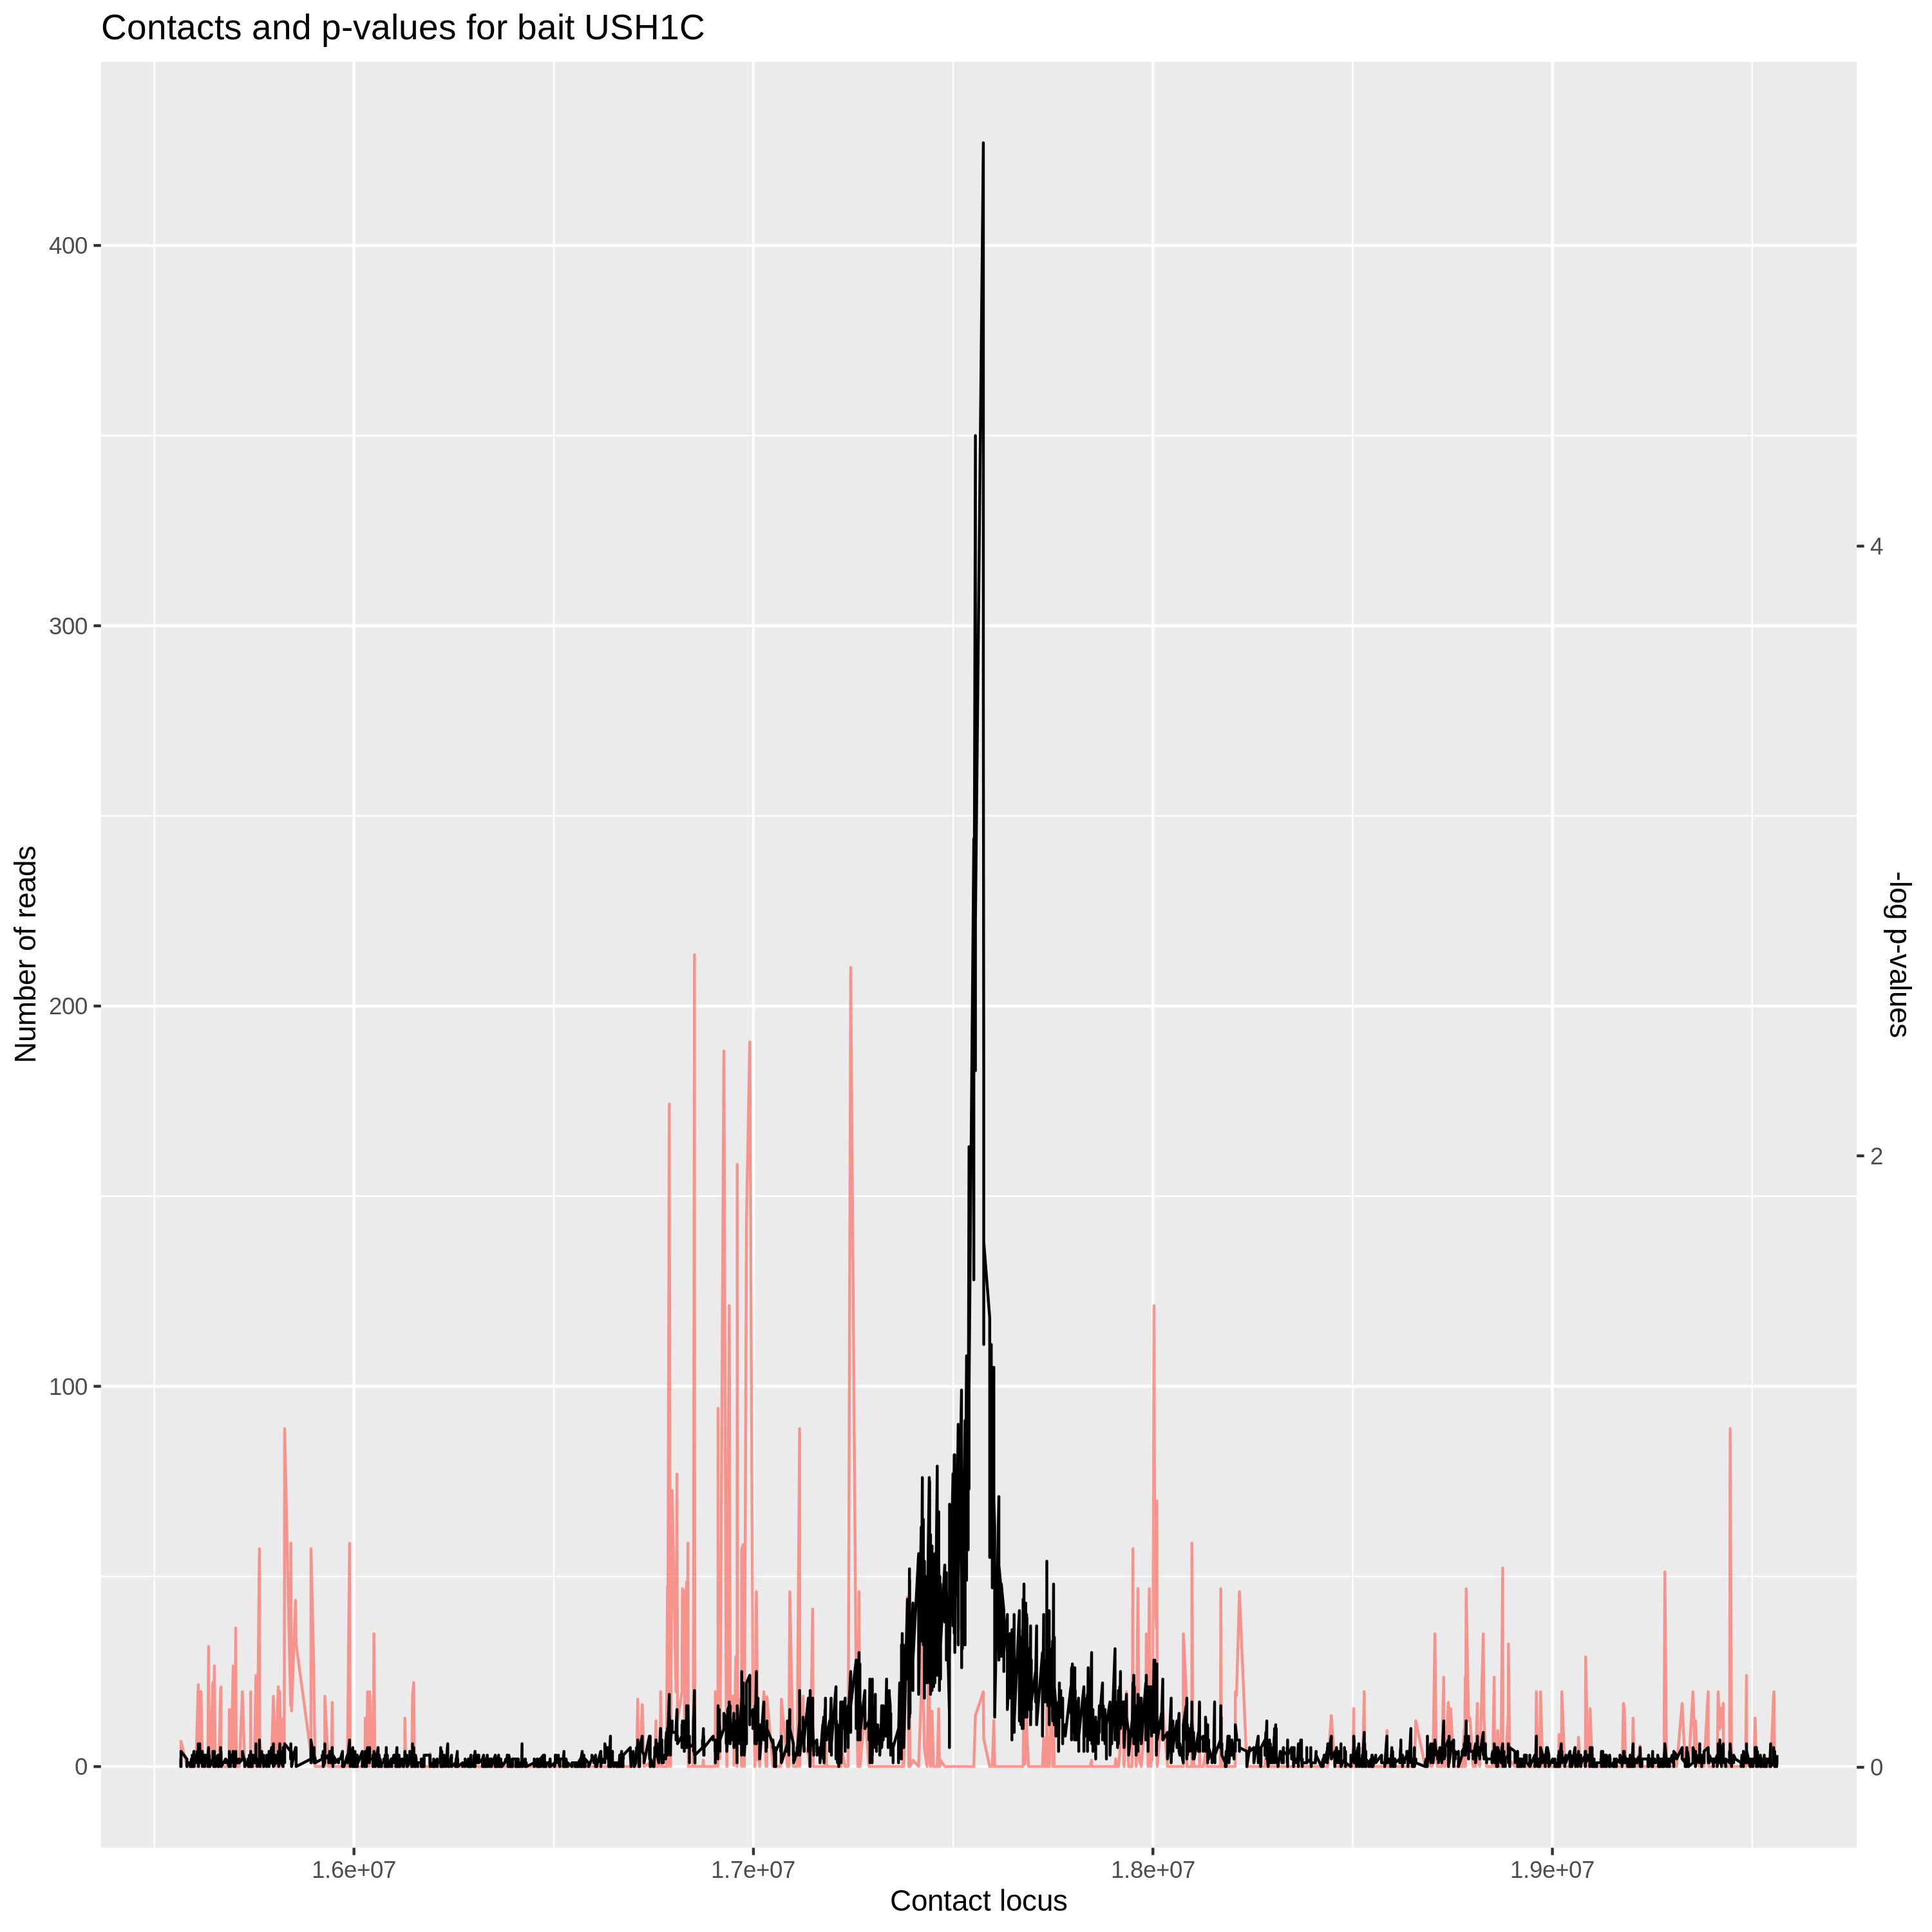 Contacts and p-values for bait USH1C
400
300
200
100
0
Number of reads
4
2
0
-log p-values
1.6e+07
1.7e+07
1.8e+07
1.9e+07
Contact locus